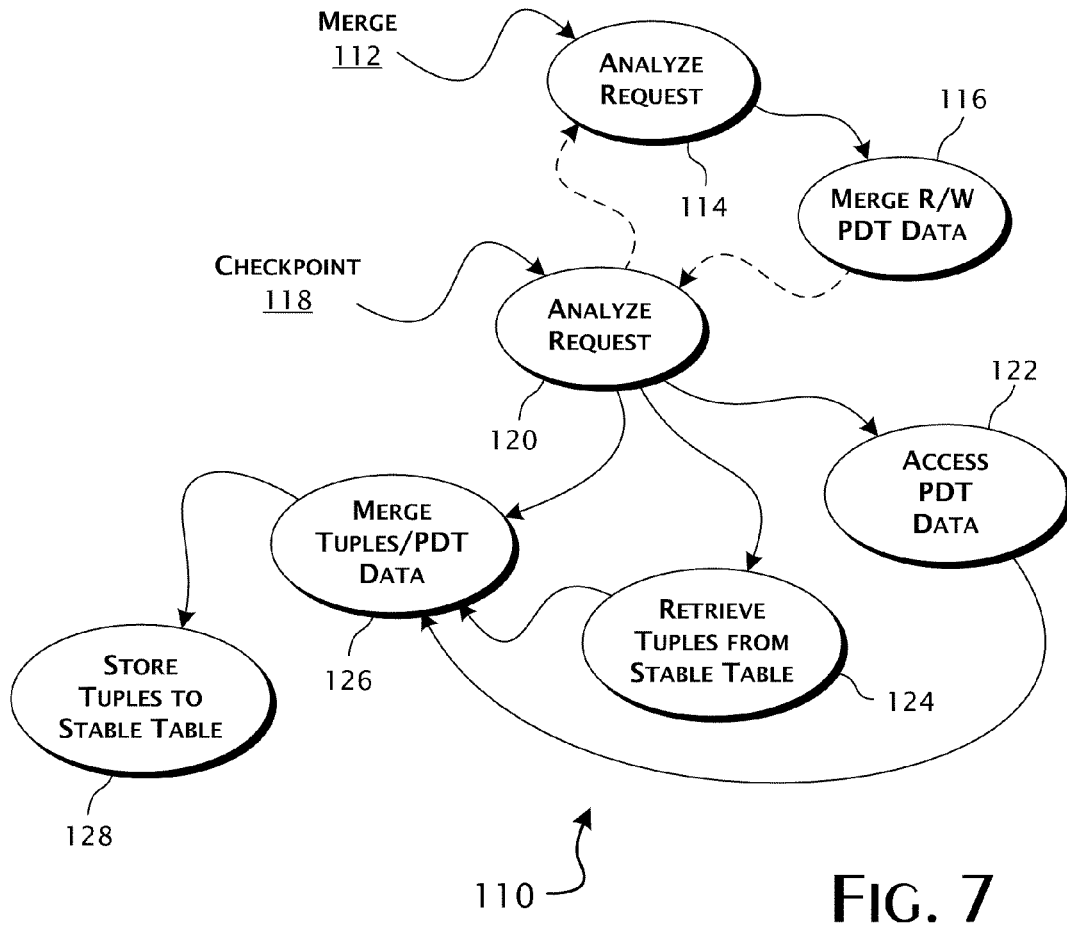 MERGE
112
ANALYZE
REQUEST
116
114
MERGE R/W
PDT DATA
CHECKPOINT
118
ANALYZE
REQUEST
122
120
ACCESS
PDT
DATA
MERGE
TUPLES/PDT
DATA
RETRIEVE
TUPLES FROM
STABLE TABLE
STORE
TUPLES TO
STABLE TABLE
126
124
128
110
FIG. 7